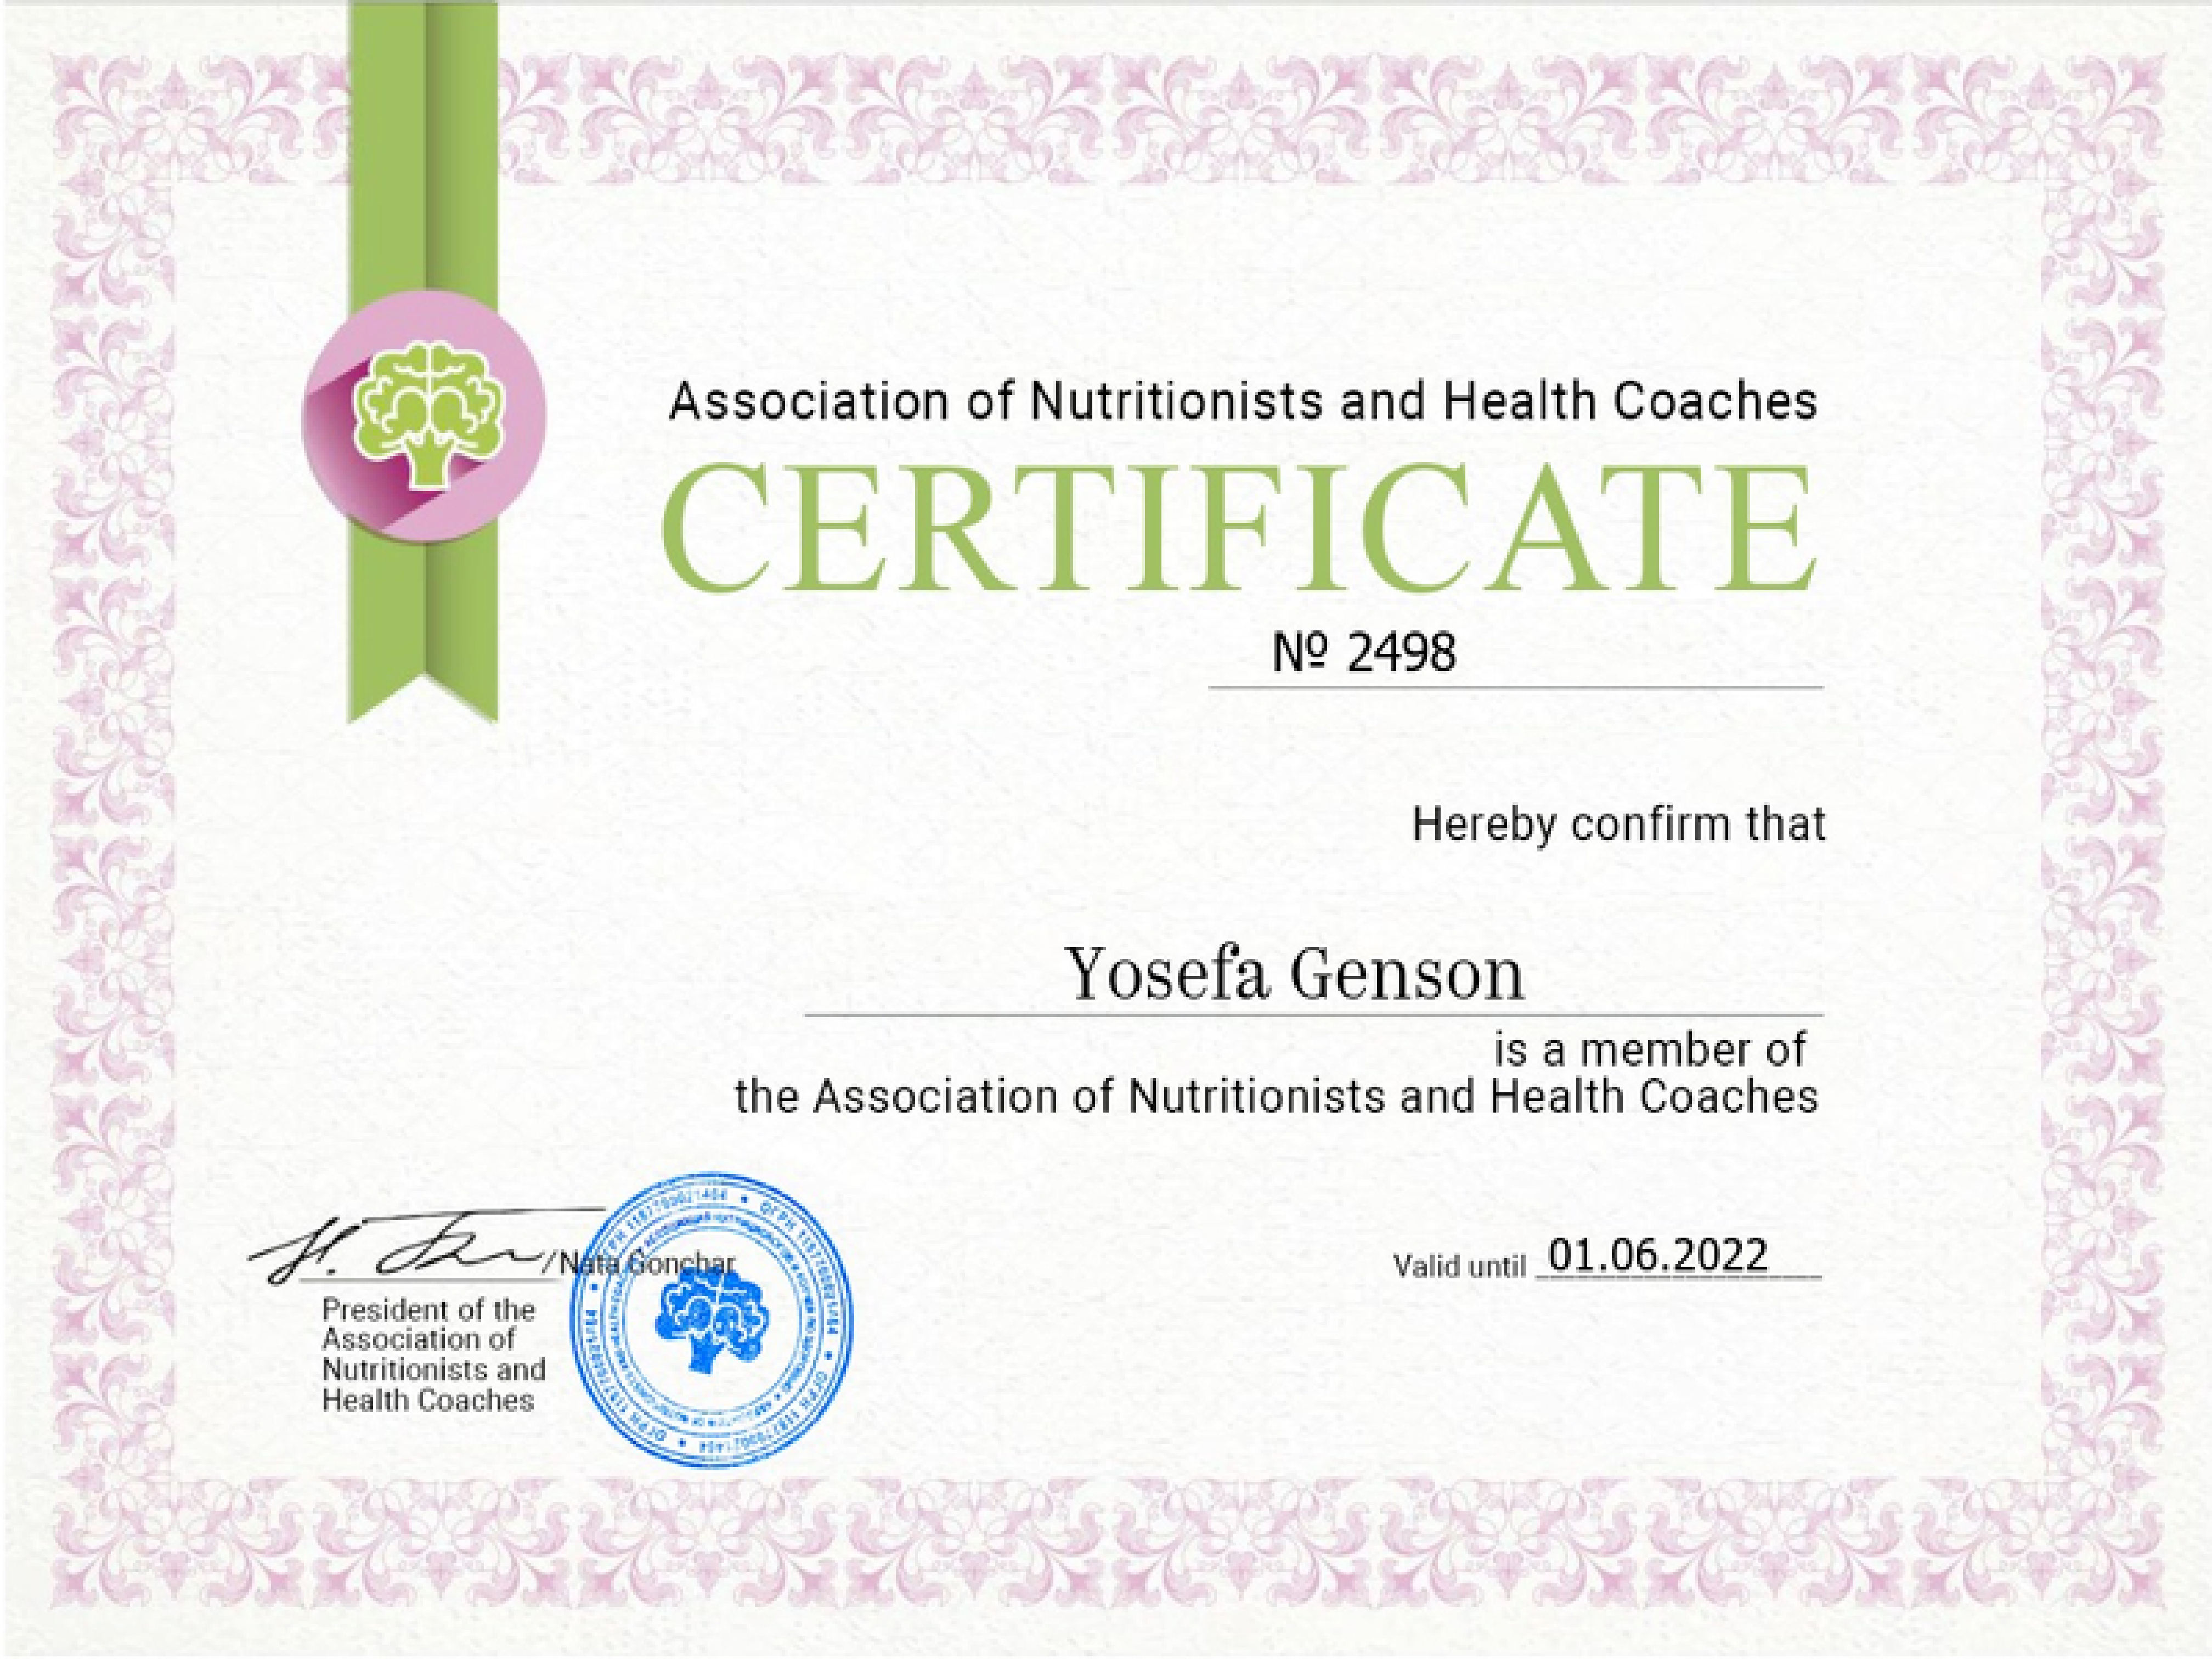 Association of Nutritionists and Health Coaches
CERTIFICATE
№ 2498
Hereby confirm that
Yosefa Genson
is a member of
the Association of Nutritionists and Health Coaches
/Nata Gonchar
President of the
Association of
Nutritionists and
Health Coaches
Valid until 01.06.2022
ОГРН